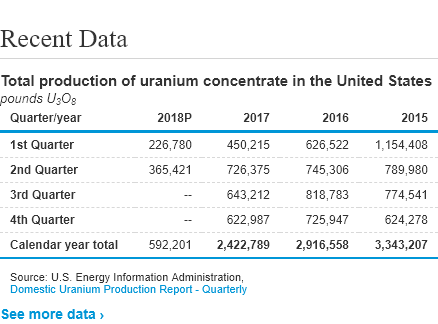 Recent Data
Total production of uranium concentrate in the United States
pounds U₃O₈
Quarter/year 2018P 2017 2016 2015
1st Quarter 226,780 450,215 626,522 1,154,408
2nd Quarter 365,421 726,375 745,306 789,980
3rd Quarter -- 643,212 818,783 774,541
4th Quarter -- 622,987 725,947 624,278
Calendar year total 592,201 2,422,789 2,916,558 3,343,207
Source: U.S. Energy Information Administration,
Domestic Uranium Production Report - Quarterly
See more data ›